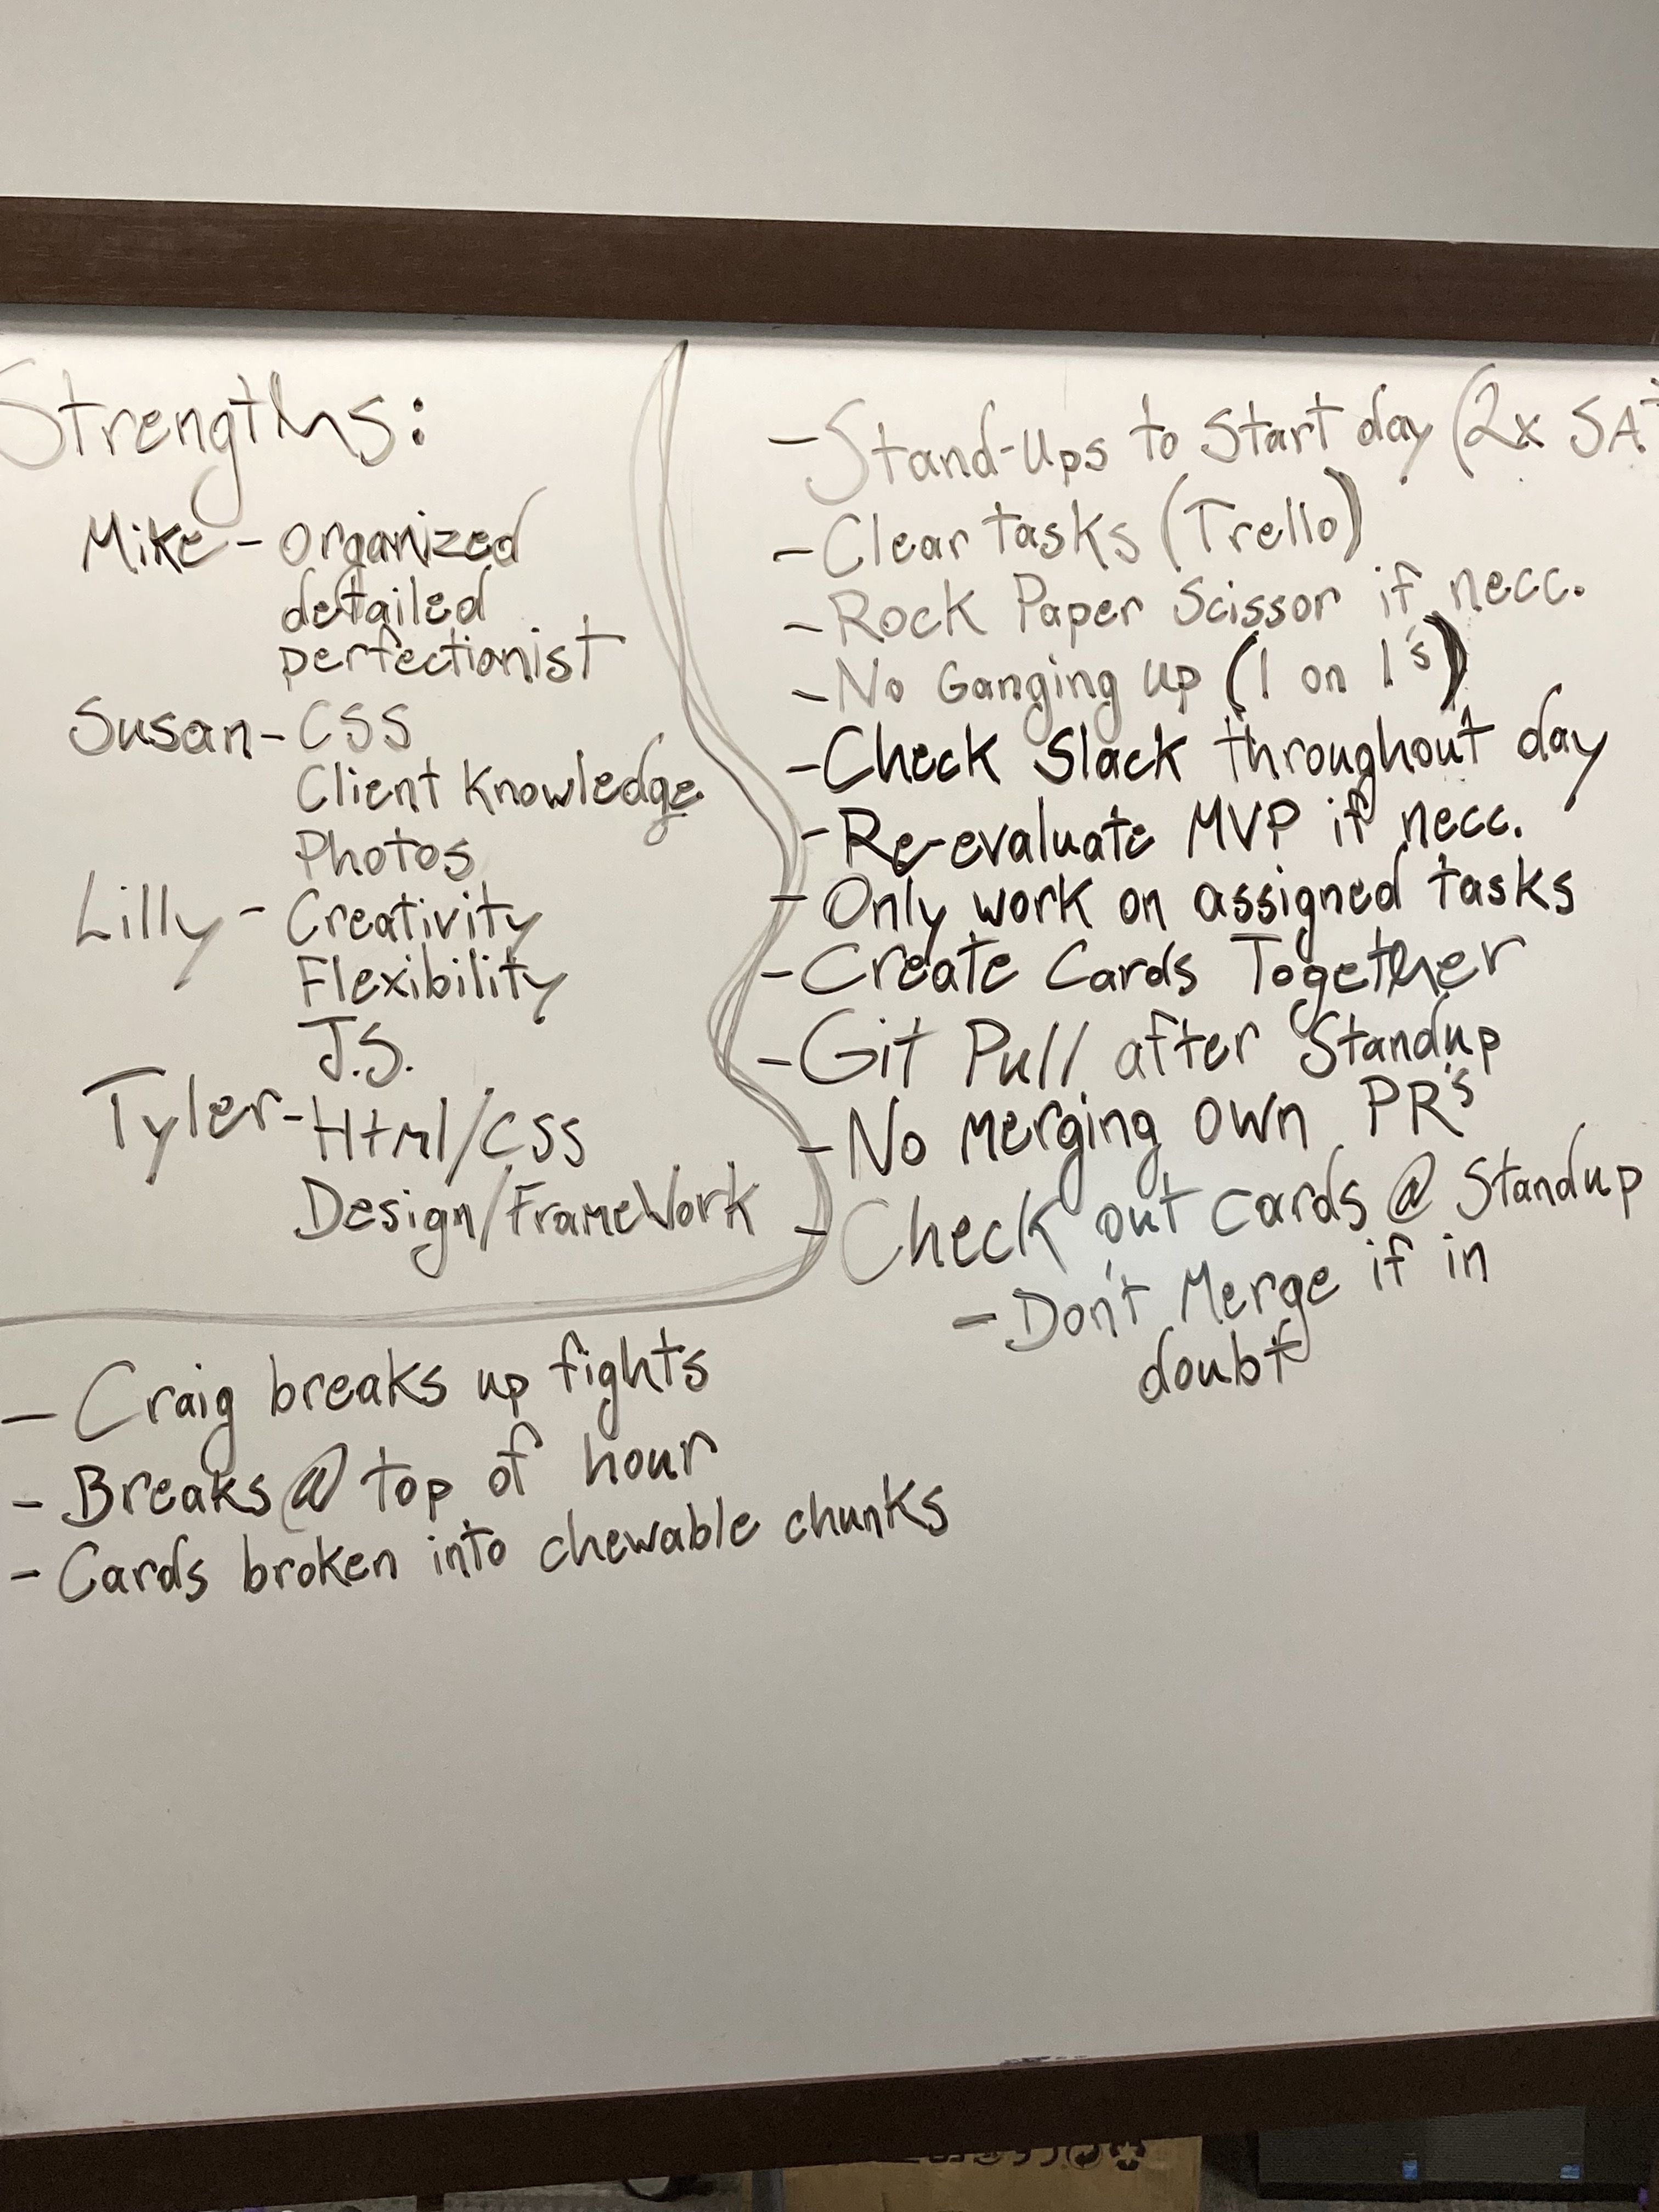 Strengths:
Mike - organized
detailed
perfectionist
Susan - CSS
Client Knowledge
Photos
Lilly - Creativity
Flexibility
J.S.
Tyler - Html/CSS
Design/FrameWork
- Stand-Ups to Start day (2x SAT
- Clear tasks (Trello)
- Rock Paper Scissor if necc.
- No Ganging up (1 on 1's)
- Check Slack throughout day
- Re-evaluate MVP if necc.
- Only work on assigned tasks
- Create Cards Together
- Git Pull after Standup
- No merging own PR's
- Check out cards @ Standup
- Don't Merge if in
doubt
- Craig breaks up fights
- Breaks @ top of hour
- Cards broken into chewable chunks